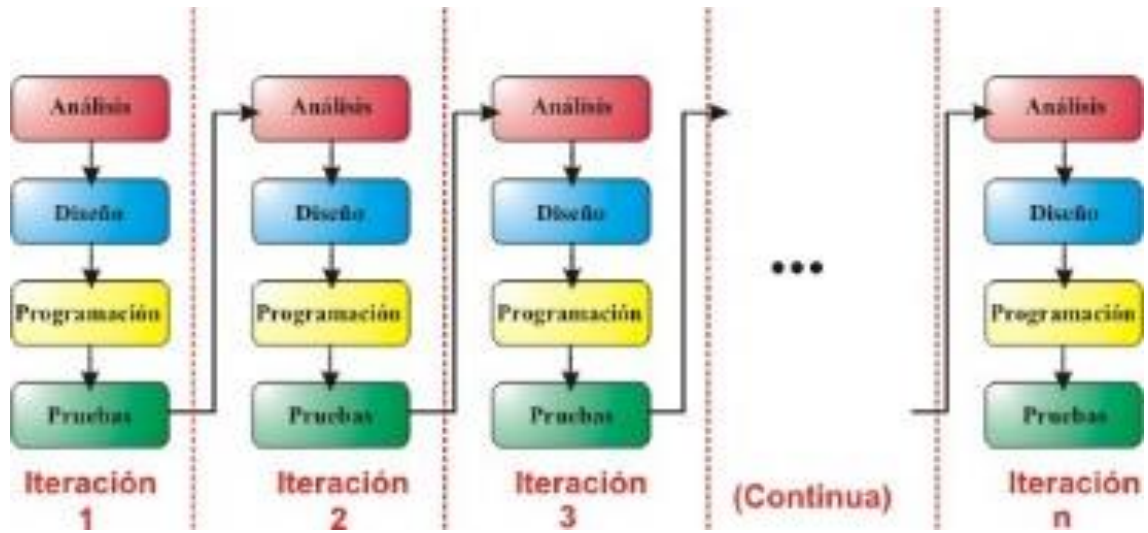 Análisis
Diseño
Programación
Pruebas
Iteración
1
Análisis
Diseño
Programación
Pruebas
Iteración
2
Análisis
Diseño
Programación
Pruebas
Iteración
3
...
(Continua)
Análisis
Diseño
Programación
Pruebas
Iteración
n